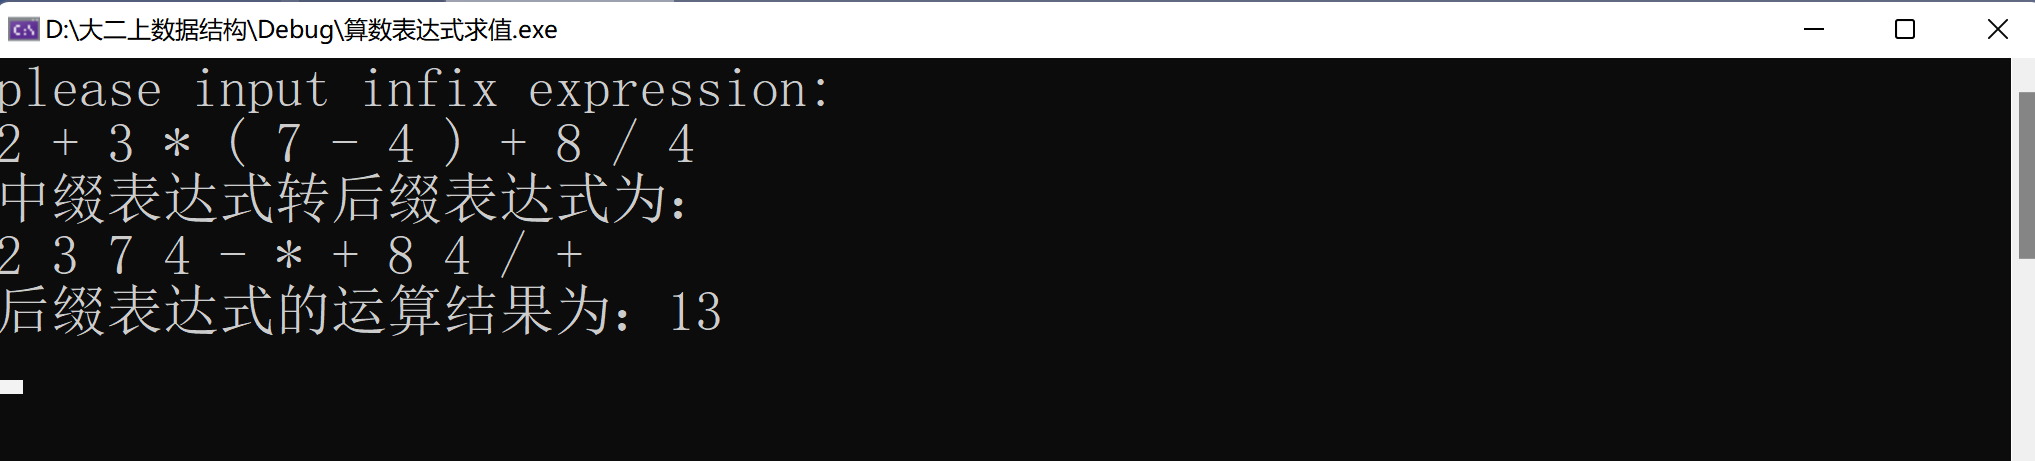 D:\大二上数据结构\Debug\算数表达式求值.exe
please input infix expression:
2 + 3 * ( 7 - 4 ) + 8 / 4
中缀表达式转后缀表达式为：
2 3 7 4 - * + 8 4 / +
后缀表达式的运算结果为：13